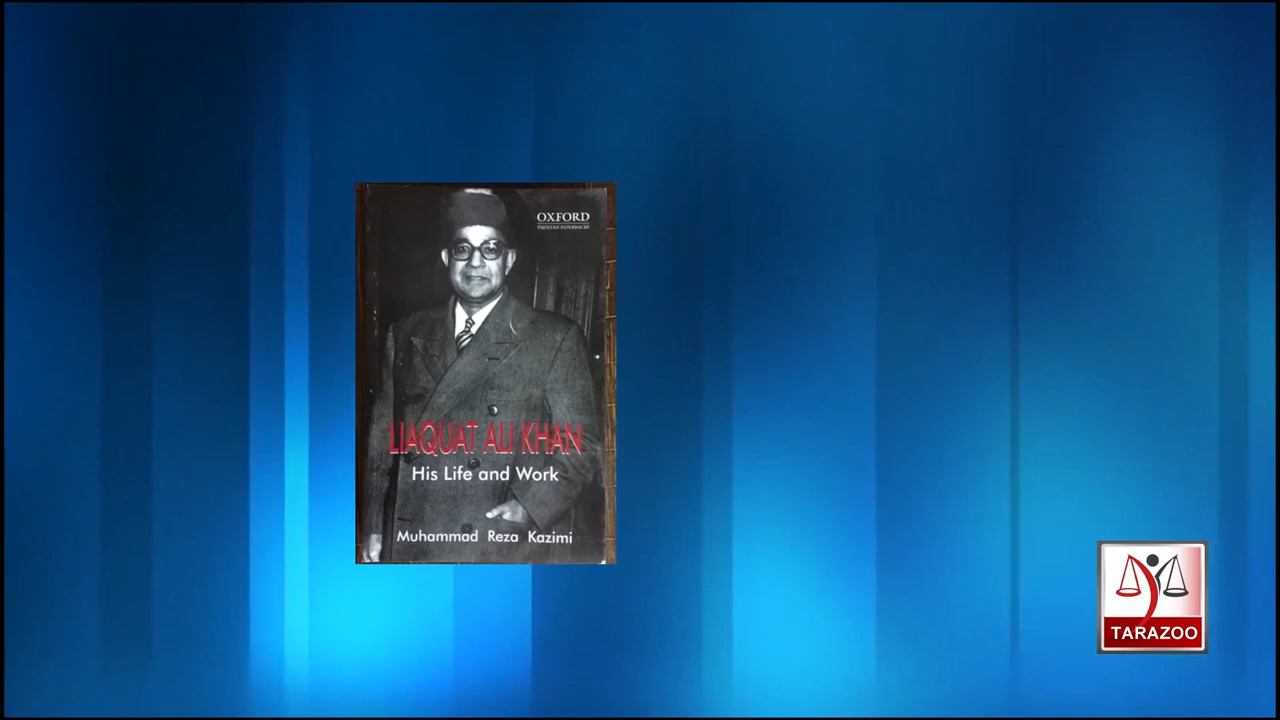 OXFORD
PAKISTAN PAPERBACKS
LIAQUAT ALI KHAN
His Life and Work
Muhammad Reza Kazimi
TARAZOO